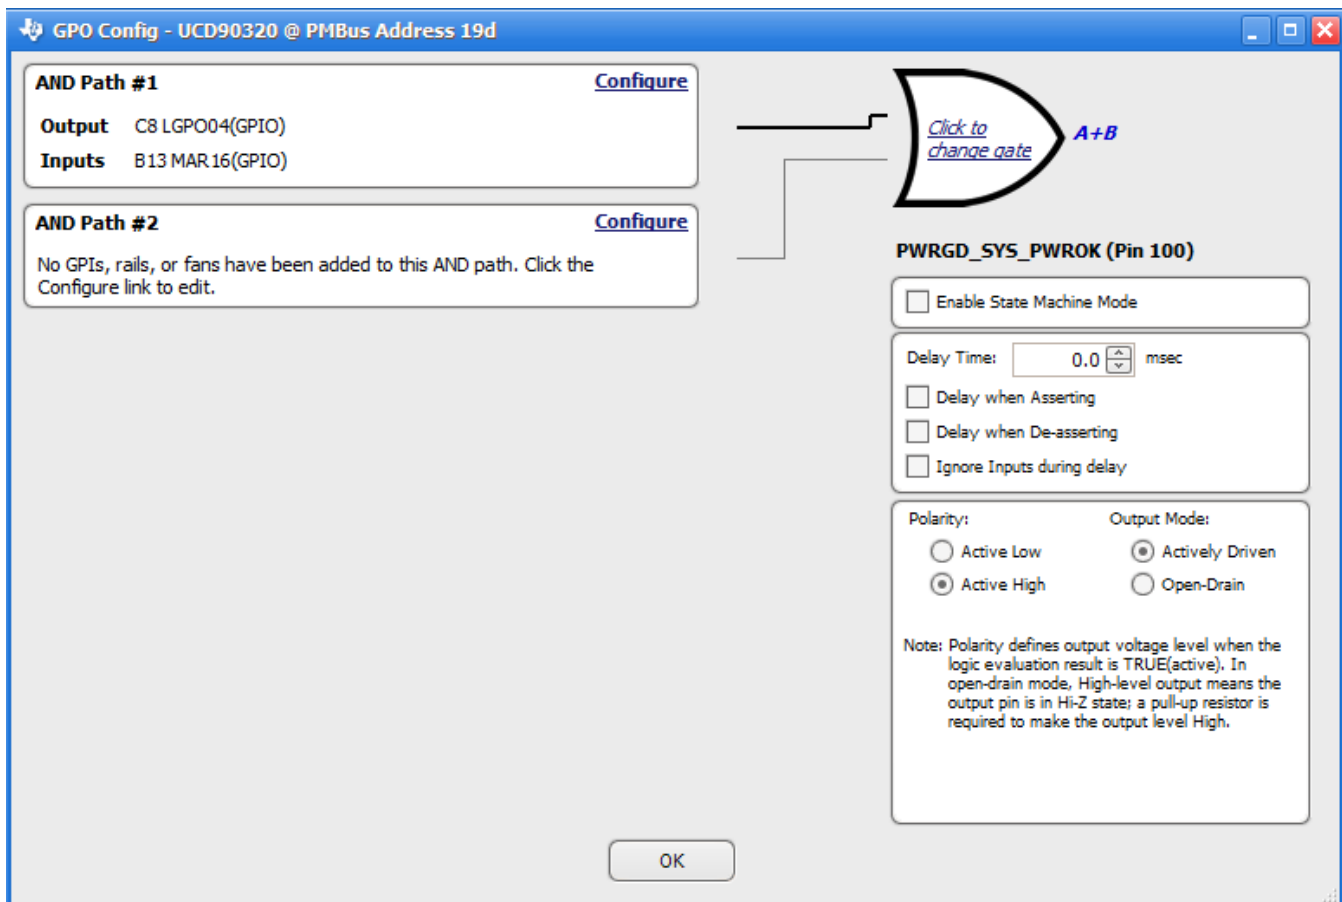 GPO Config - UCD90320 @ PMBus Address 19d
AND Path #1
Configure
Output C8 LGPO04(GPIO)
Inputs B13 MAR16(GPIO)
AND Path #2
Configure
No GPIs, rails, or fans have been added to this AND path. Click the
Configure link to edit.
Click to
change gate
A+B
PWRGD_SYS_PWROK (Pin 100)
Enable State Machine Mode
Delay Time: 0.0 msec
Delay when Asserting
Delay when De-asserting
Ignore Inputs during delay
Polarity: Output Mode:
Active Low Actively Driven
Active High Open-Drain
Note: Polarity defines output voltage level when the
logic evaluation result is TRUE(active). In
open-drain mode, High-level output means the
output pin is in Hi-Z state; a pull-up resistor is
required to make the output level High.
OK